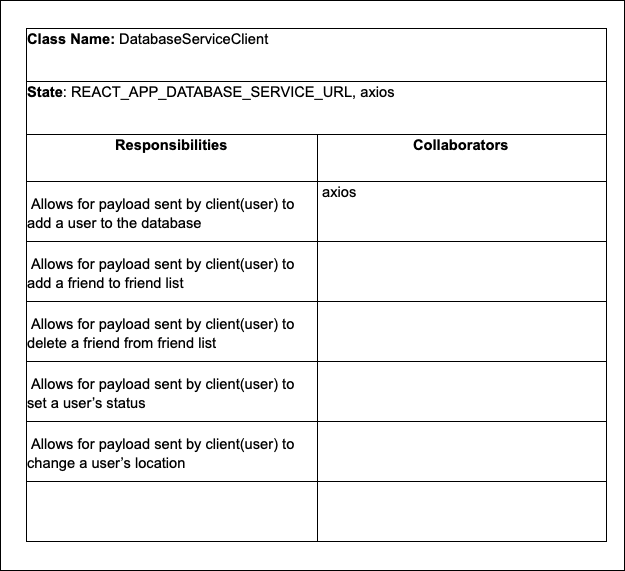 Class Name: DatabaseServiceClient
State: REACT_APP_DATABASE_SERVICE_URL, axios
Responsibilities
Collaborators
Allows for payload sent by client(user) to
add a user to the database
axios
Allows for payload sent by client(user) to
add a friend to friend list
Allows for payload sent by client(user) to
delete a friend from friend list
Allows for payload sent by client(user) to
set a user’s status
Allows for payload sent by client(user) to
change a user’s location